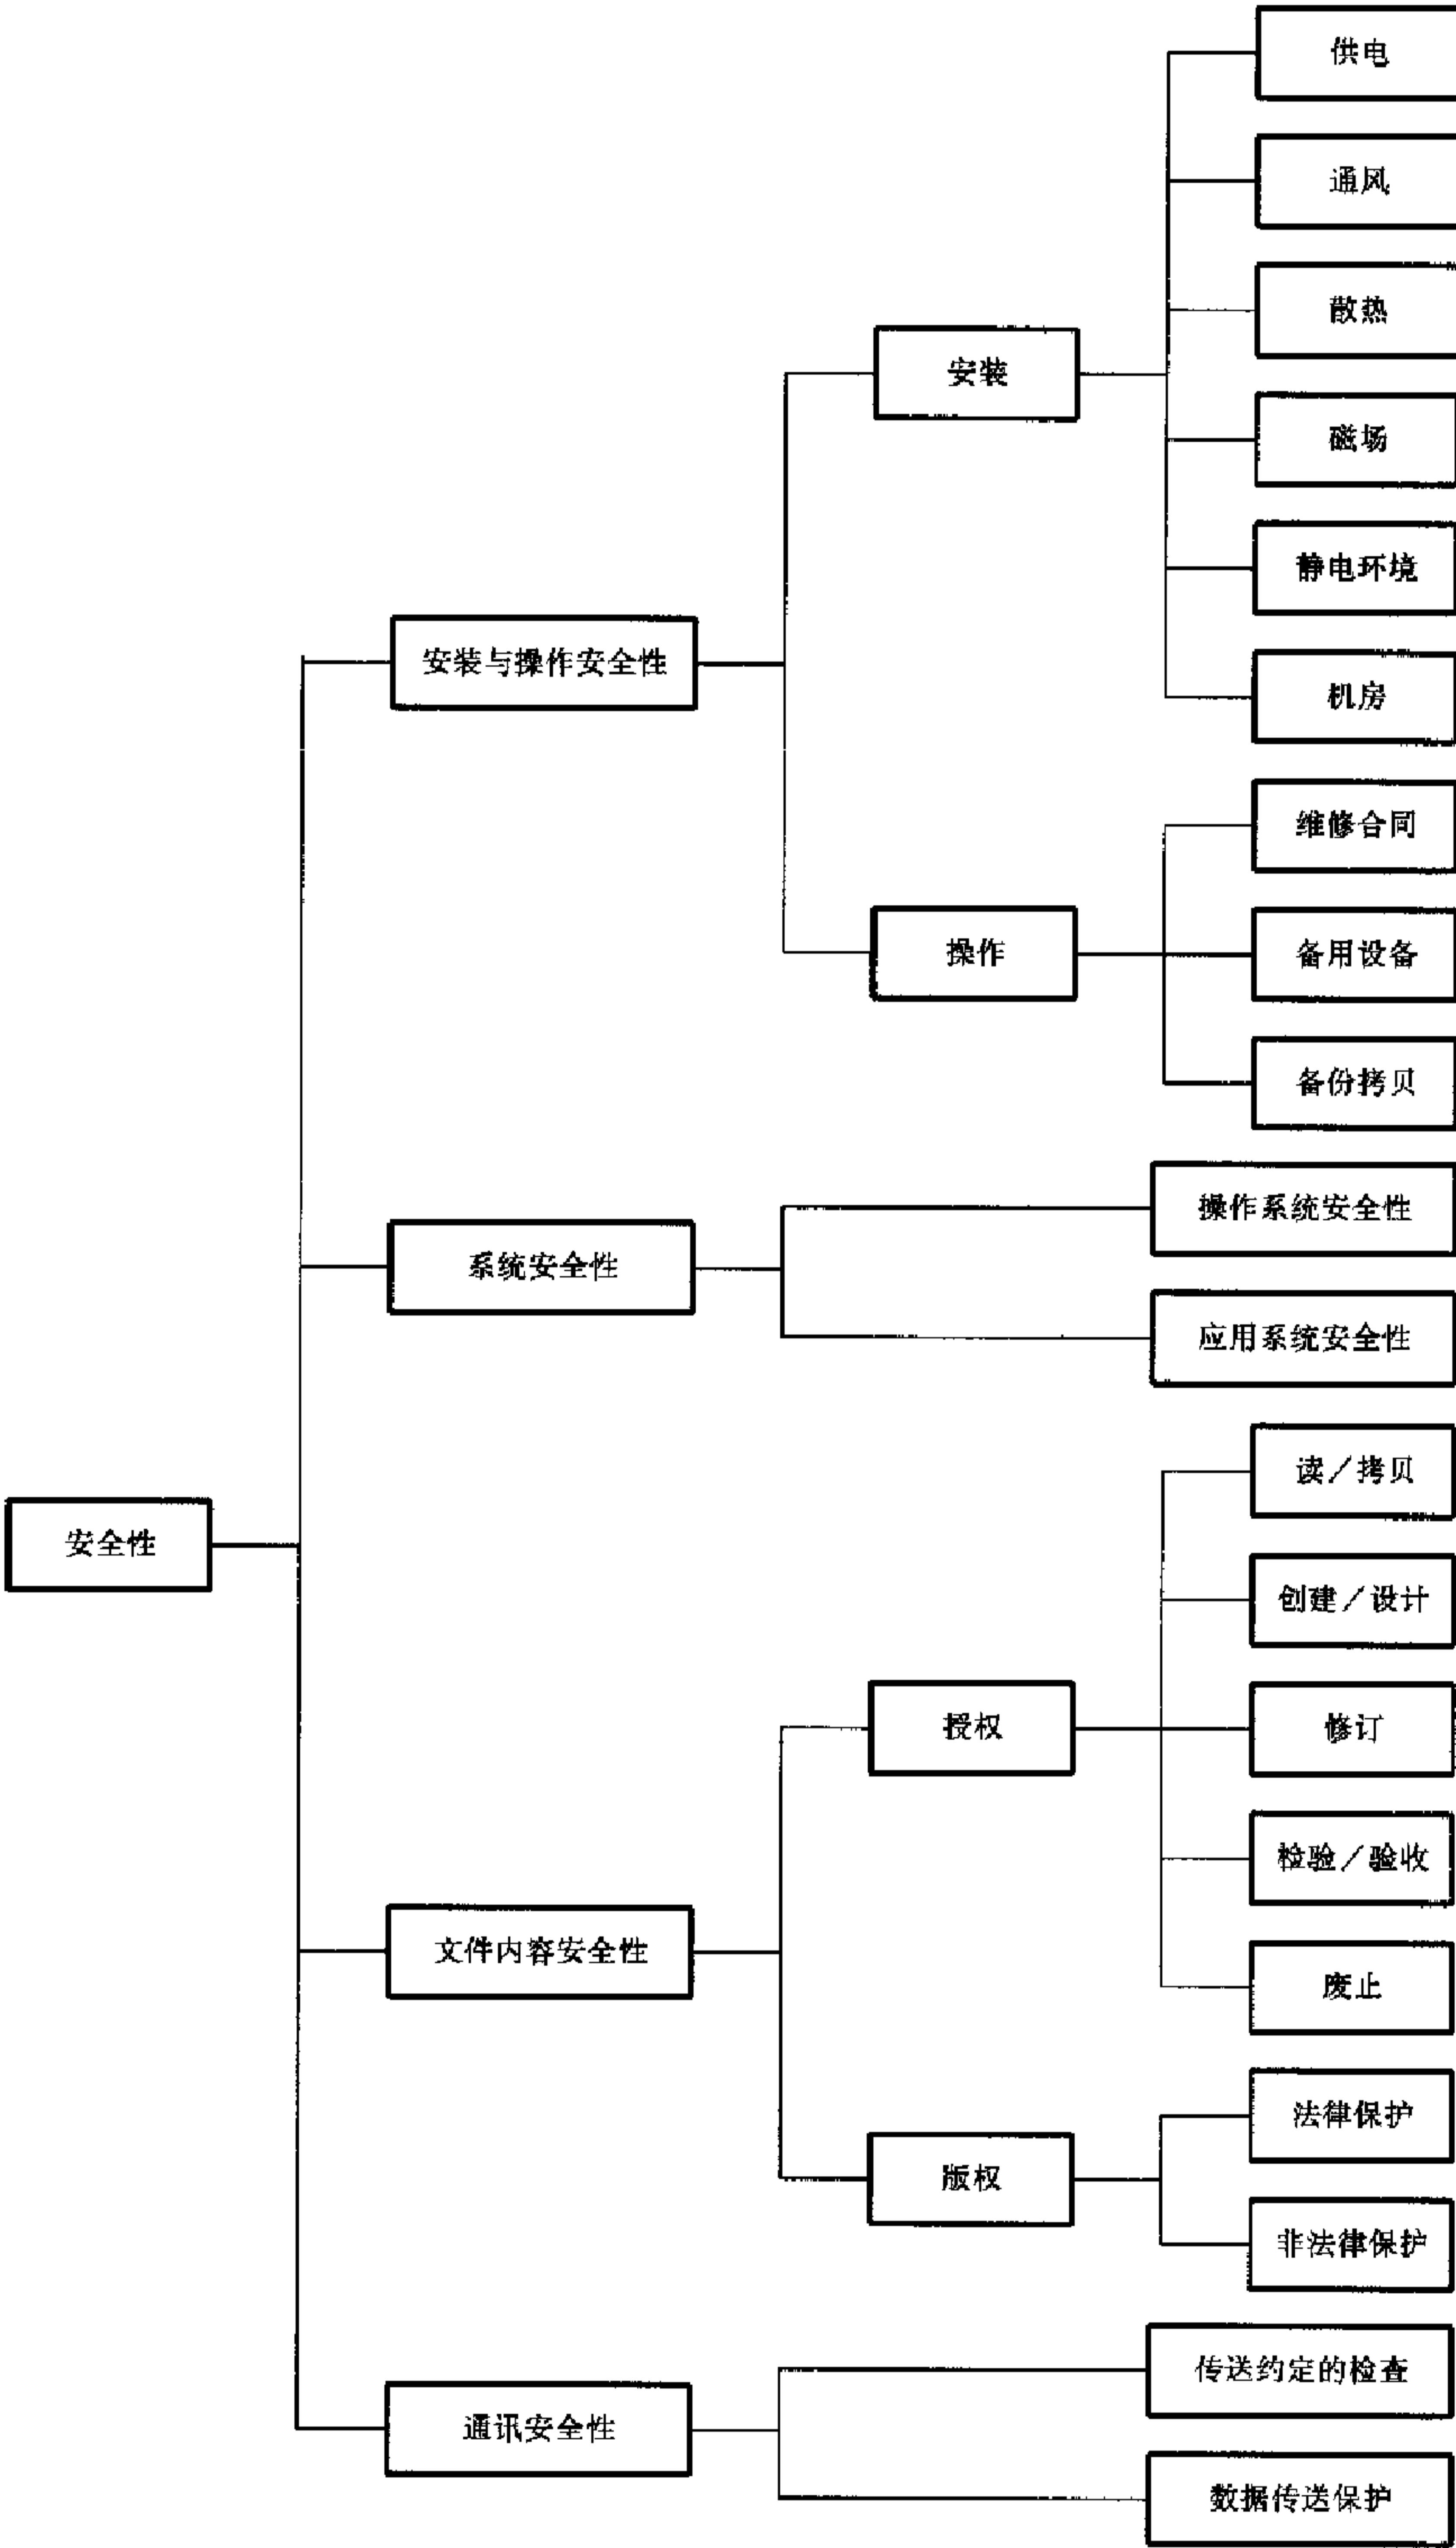 供电
通风
散热
安装
磁场
静电环境
安装与操作安全性
机房
维修合同
操作
备用设备
备份拷贝
操作系统安全性
系统安全性
应用系统安全性
读／拷贝
安全性
创建／设计
授权
修订
检验／验收
文件内容安全性
废止
法律保护
版权
非法律保护
传送约定的检查
通讯安全性
数据传送保护